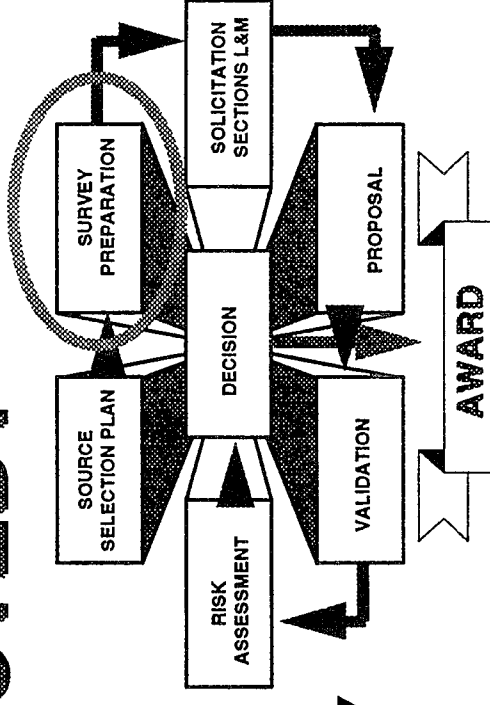 SOURCE
SELECTION PLAN
SURVEY
PREPARATION
SOLICITATION
SECTIONS L&M
PROPOSAL
VALIDATION
RISK
ASSESSMENT
DECISION
AWARD